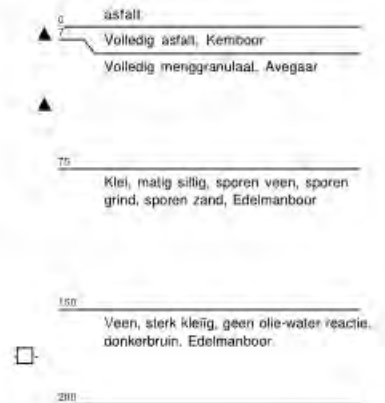 0 asfalt
7 Volledig asfalt, Kernboor
Volledig menggranulaat, Avegaar
75
Klei, matig siltig, sporen veen, sporen
grind, sporen zand, Edelmanboor
150
Veen, sterk kleiïg, geen olie-water reactie,
donkerbruin, Edelmanboor
200